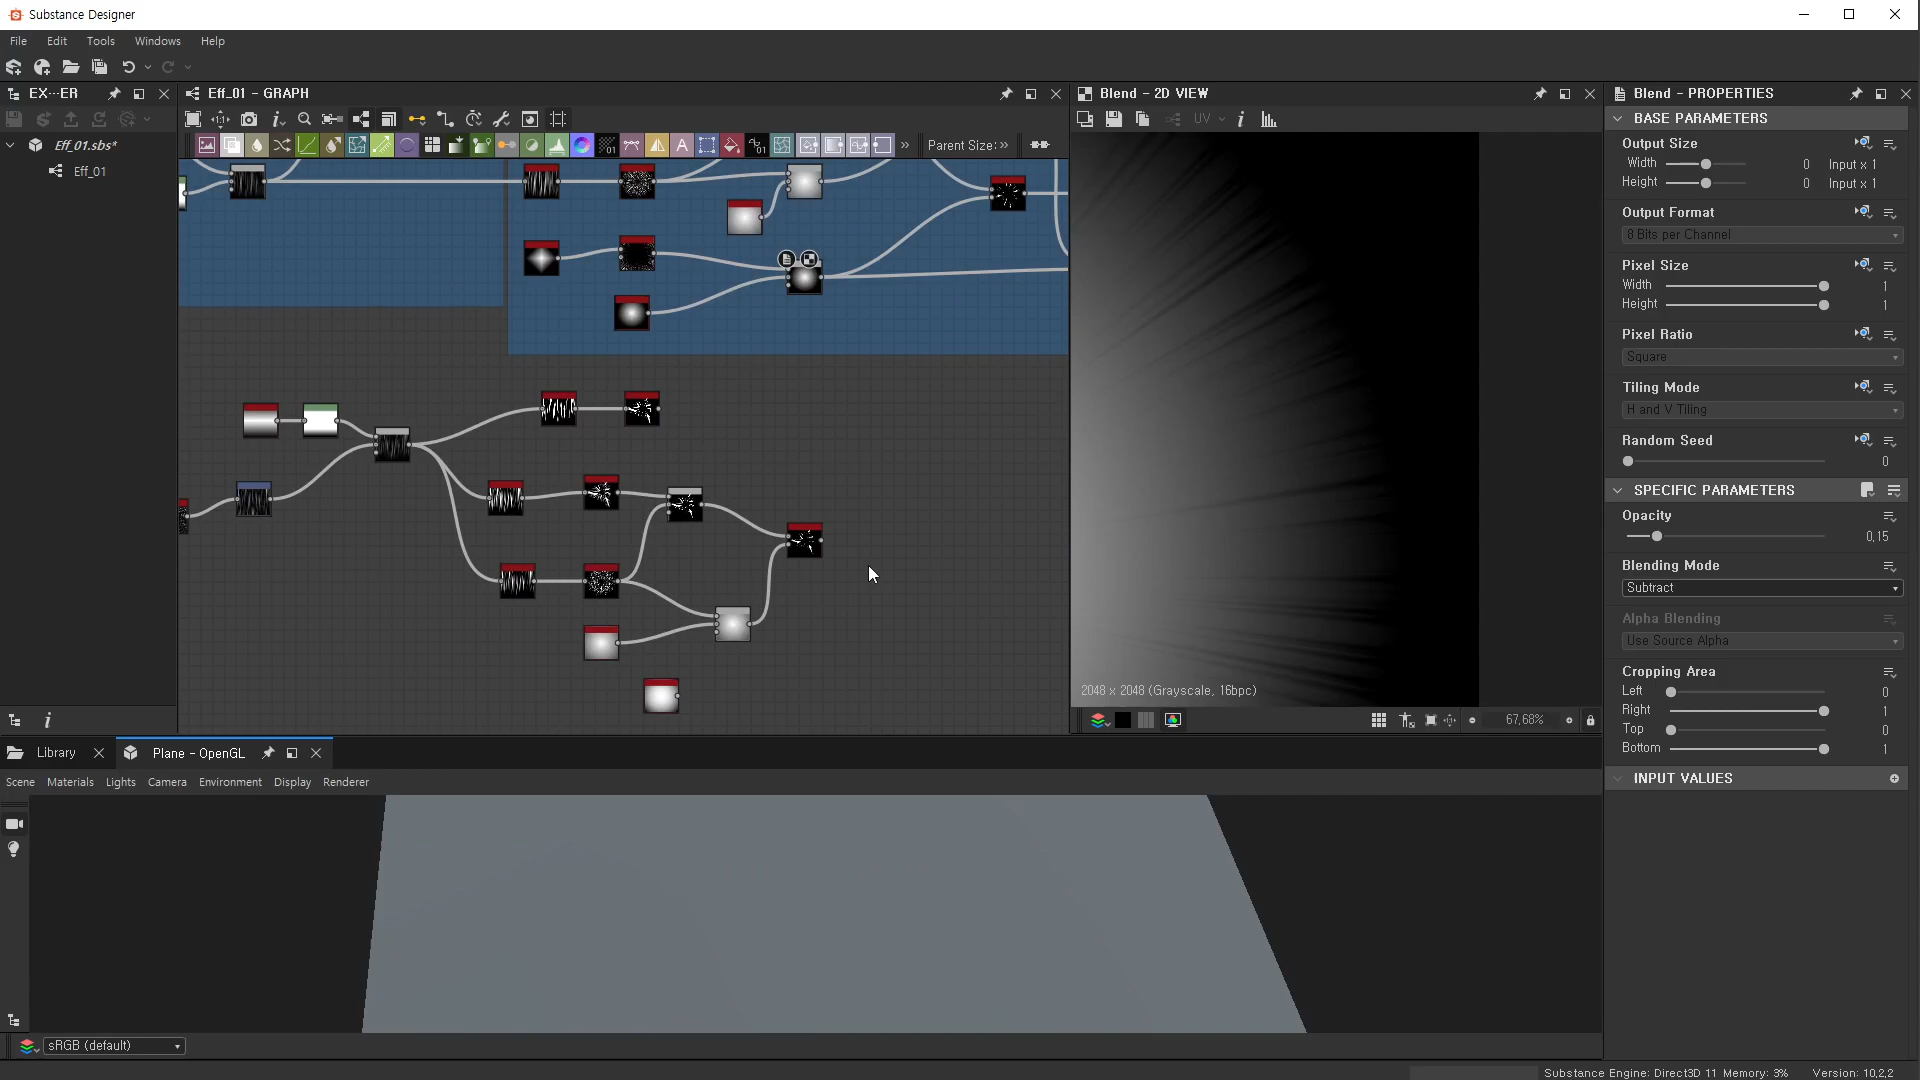 Substance Designer
File Edit Tools Windows Help
EX···ER
Eff_01 - GRAPH
Blend - 2D VIEW
Blend - PROPERTIES
Eff_01.sbs*
Eff_01
Parent Size:
UV
BASE PARAMETERS
Output Size
Width 0 Input x 1
Height 0 Input x 1
Output Format
8 Bits per Channel
Pixel Size
Width 1
Height 1
Pixel Ratio
Square
Tiling Mode
H and V Tiling
Random Seed
0
SPECIFIC PARAMETERS
Opacity
0,15
Blending Mode
Subtract
Alpha Blending
Use Source Alpha
Cropping Area
Left 0
Right 1
Top 0
Bottom 1
INPUT VALUES
2048 x 2048 (Grayscale, 16bpc)
67,68%
Library
Plane - OpenGL
Scene Materials Lights Camera Environment Display Renderer
sRGB (default)
Substance Engine: Direct3D 11 Memory: 3% Version: 10,2,2